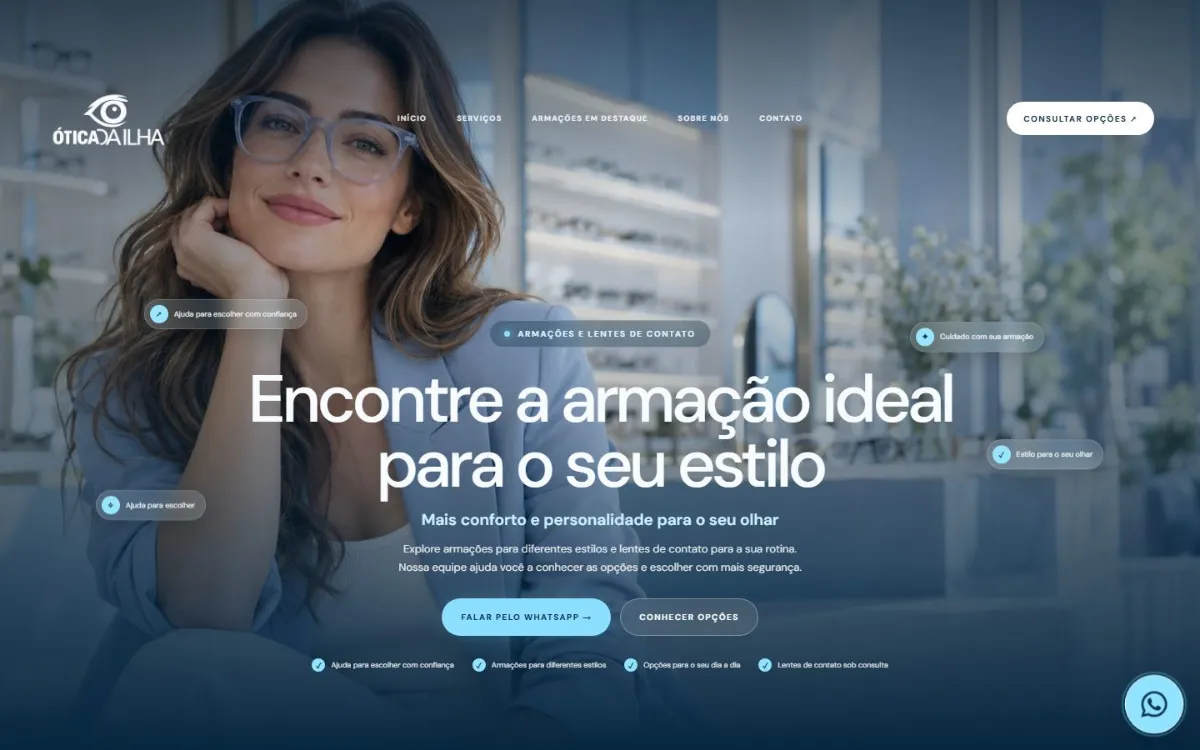 ÓTICADAILHA
INÍCIO
SERVIÇOS
ARMAÇÕES EM DESTAQUE
SOBRE NÓS
CONTATO
CONSULTAR OPÇÕES ↗
Ajuda para escolher com confiança
ARMAÇÕES E LENTES DE CONTATO
Cuidado com sua armação
Encontre a armação ideal
para o seu estilo
Estilo para o seu olhar
Ajuda para escolher
Mais conforto e personalidade para o seu olhar
Explore armações para diferentes estilos e lentes de contato para a sua rotina.
Nossa equipe ajuda você a conhecer as opções e escolher com mais segurança.
FALAR PELO WHATSAPP →
CONHECER OPÇÕES
Ajuda para escolher com confiança
Armações para diferentes estilos
Opções para o seu dia a dia
Lentes de contato sob consulta